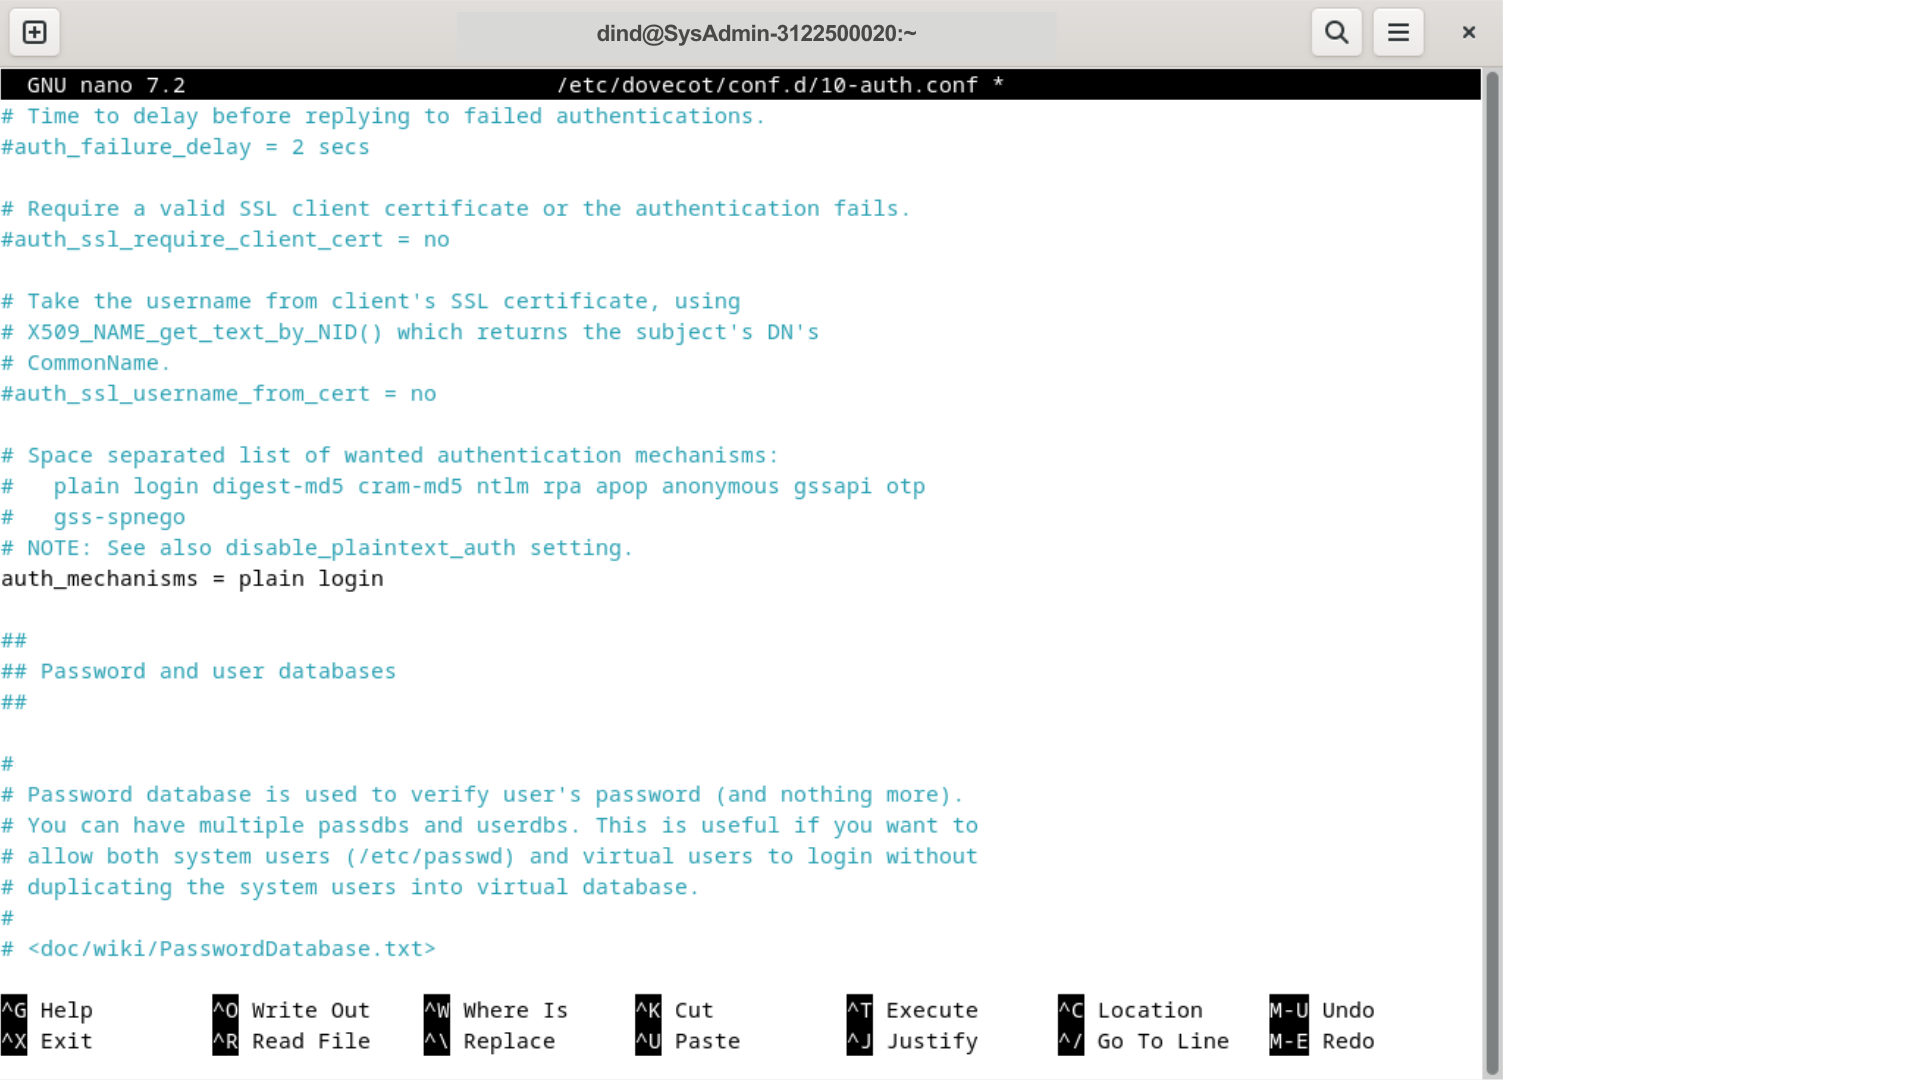 dind@SysAdmin-3122500020:~
GNU nano 7.2 /etc/dovecot/conf.d/10-auth.conf *
# Time to delay before replying to failed authentications.
#auth_failure_delay = 2 secs
# Require a valid SSL client certificate or the authentication fails.
#auth_ssl_require_client_cert = no
# Take the username from client's SSL certificate, using
# X509_NAME_get_text_by_NID() which returns the subject's DN's
# CommonName.
#auth_ssl_username_from_cert = no
# Space separated list of wanted authentication mechanisms:
#   plain login digest-md5 cram-md5 ntlm rpa apop anonymous gssapi otp
#   gss-spnego
# NOTE: See also disable_plaintext_auth setting.
auth_mechanisms = plain login
##
## Password and user databases
##
#
# Password database is used to verify user's password (and nothing more).
# You can have multiple passdbs and userdbs. This is useful if you want to
# allow both system users (/etc/passwd) and virtual users to login without
# duplicating the system users into virtual database.
#
# <doc/wiki/PasswordDatabase.txt>
^G Help ^O Write Out ^W Where Is ^K Cut ^T Execute ^C Location M-U Undo
^X Exit ^R Read File ^\ Replace ^U Paste ^J Justify ^/ Go To Line M-E Redo